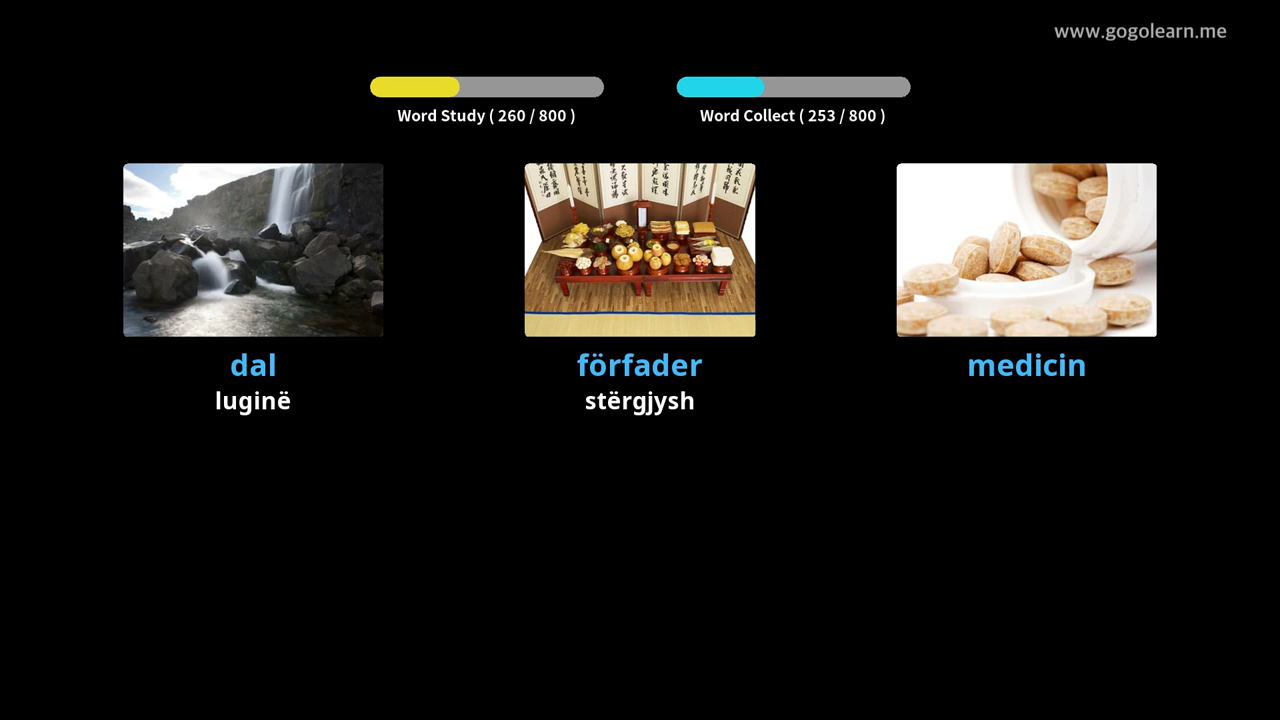 www.gogolearn.me
Word Study ( 260 / 800 )
Word Collect ( 253 / 800 )
dal
luginë
förfader
stërgjysh
medicin